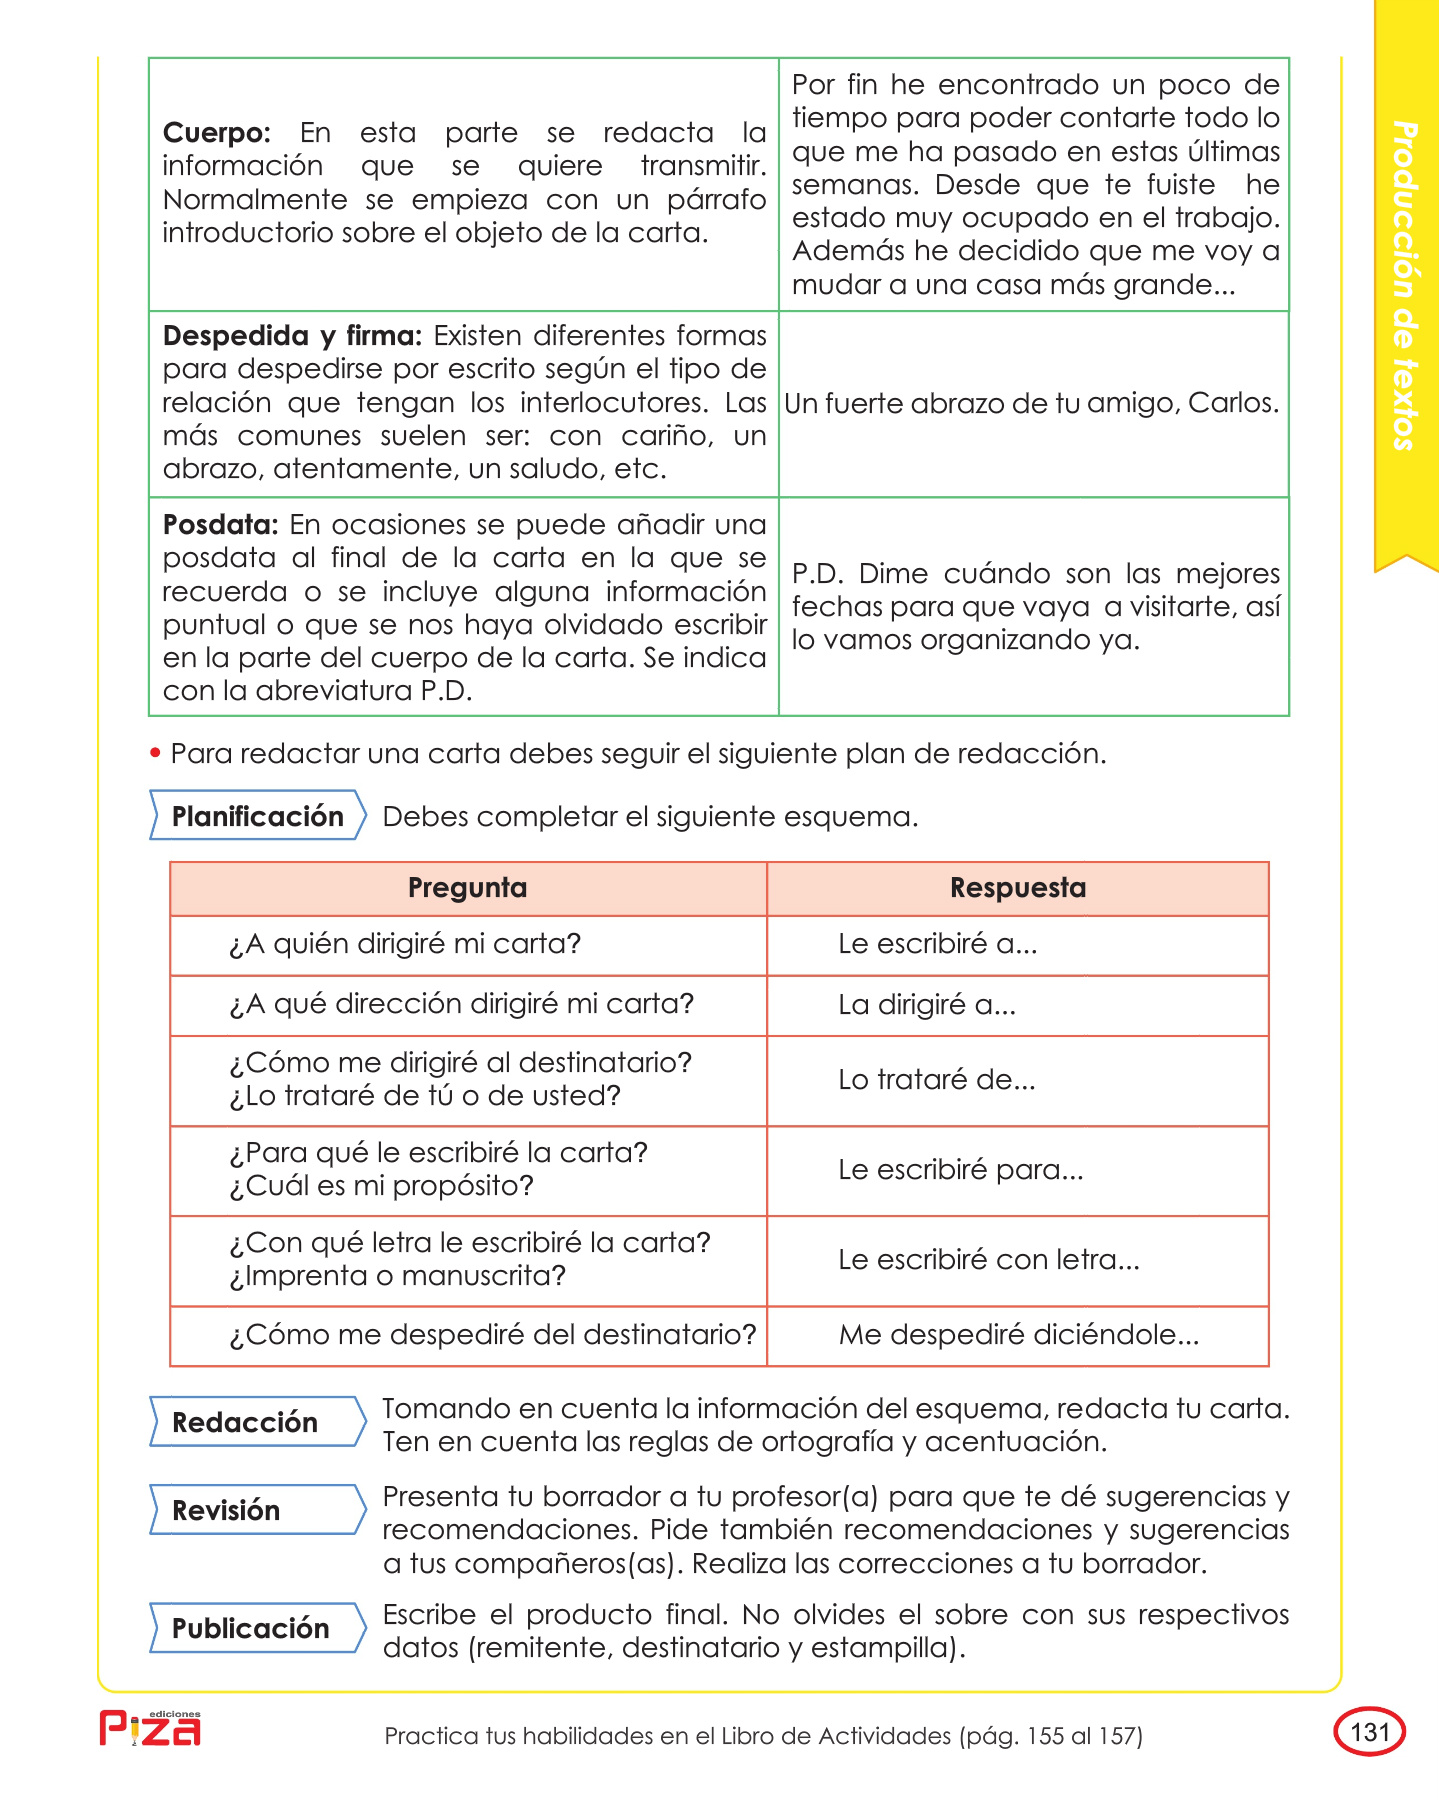 Producción de textos
Cuerpo: En esta parte se redacta la
información que se quiere transmitir.
Normalmente se empieza con un párrafo
introductorio sobre el objeto de la carta.
Por fin he encontrado un poco de
tiempo para poder contarte todo lo
que me ha pasado en estas últimas
semanas. Desde que te fuiste he
estado muy ocupado en el trabajo.
Además he decidido que me voy a
mudar a una casa más grande...
Despedida y firma: Existen diferentes formas
para despedirse por escrito según el tipo de
relación que tengan los interlocutores. Las
más comunes suelen ser: con cariño, un
abrazo, atentamente, un saludo, etc.
Un fuerte abrazo de tu amigo, Carlos.
Posdata: En ocasiones se puede añadir una
posdata al final de la carta en la que se
recuerda o se incluye alguna información
puntual o que se nos haya olvidado escribir
en la parte del cuerpo de la carta. Se indica
con la abreviatura P.D.
P.D. Dime cuándo son las mejores
fechas para que vaya a visitarte, así
lo vamos organizando ya.
• Para redactar una carta debes seguir el siguiente plan de redacción.
Planificación Debes completar el siguiente esquema.
Pregunta Respuesta
¿A quién dirigiré mi carta? Le escribiré a...
¿A qué dirección dirigiré mi carta? La dirigiré a...
¿Cómo me dirigiré al destinatario?
¿Lo trataré de tú o de usted?
Lo trataré de...
¿Para qué le escribiré la carta?
¿Cuál es mi propósito?
Le escribiré para...
¿Con qué letra le escribiré la carta?
¿Imprenta o manuscrita?
Le escribiré con letra...
¿Cómo me despediré del destinatario? Me despediré diciéndole...
Redacción
Tomando en cuenta la información del esquema, redacta tu carta.
Ten en cuenta las reglas de ortografía y acentuación.
Revisión
Presenta tu borrador a tu profesor(a) para que te dé sugerencias y
recomendaciones. Pide también recomendaciones y sugerencias
a tus compañeros(as). Realiza las correcciones a tu borrador.
Publicación
Escribe el producto final. No olvides el sobre con sus respectivos
datos (remitente, destinatario y estampilla).
ediciones
Piza
Practica tus habilidades en el Libro de Actividades (pág. 155 al 157)
131